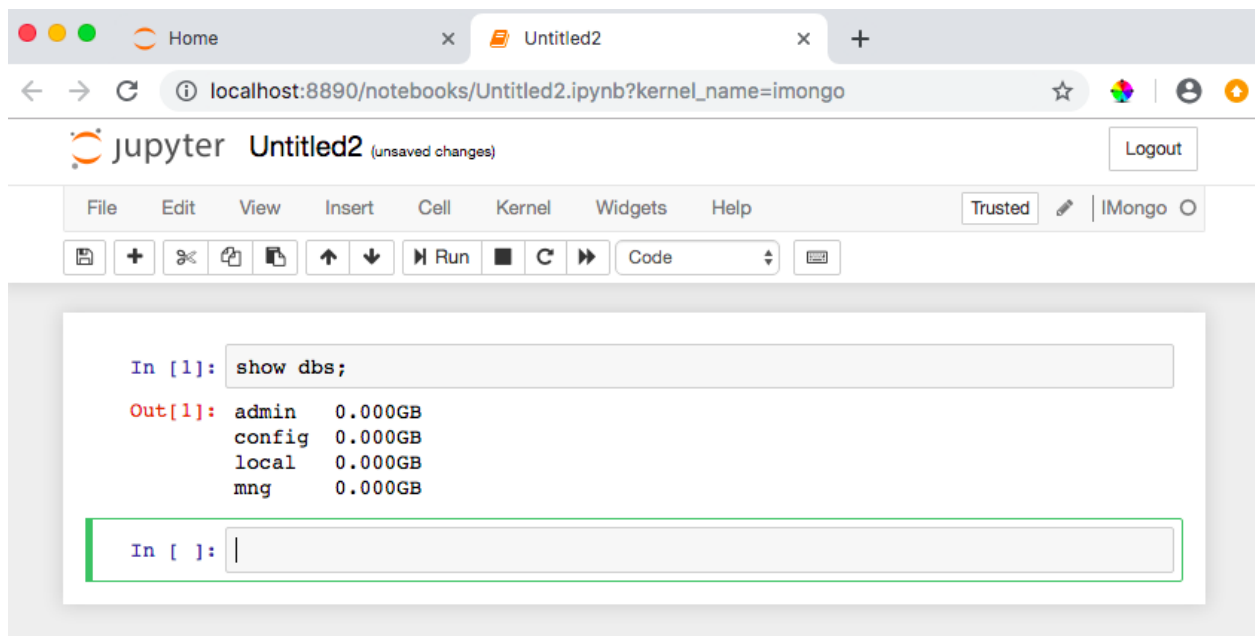 Home Untitled2
localhost:8890/notebooks/Untitled2.ipynb?kernel_name=imongo
jupyter Untitled2 (unsaved changes) Logout
File Edit View Insert Cell Kernel Widgets Help Trusted IMongo
Run Code
In [1]: show dbs;
Out[1]: admin 0.000GB
config 0.000GB
local 0.000GB
mng 0.000GB
In [ ]: